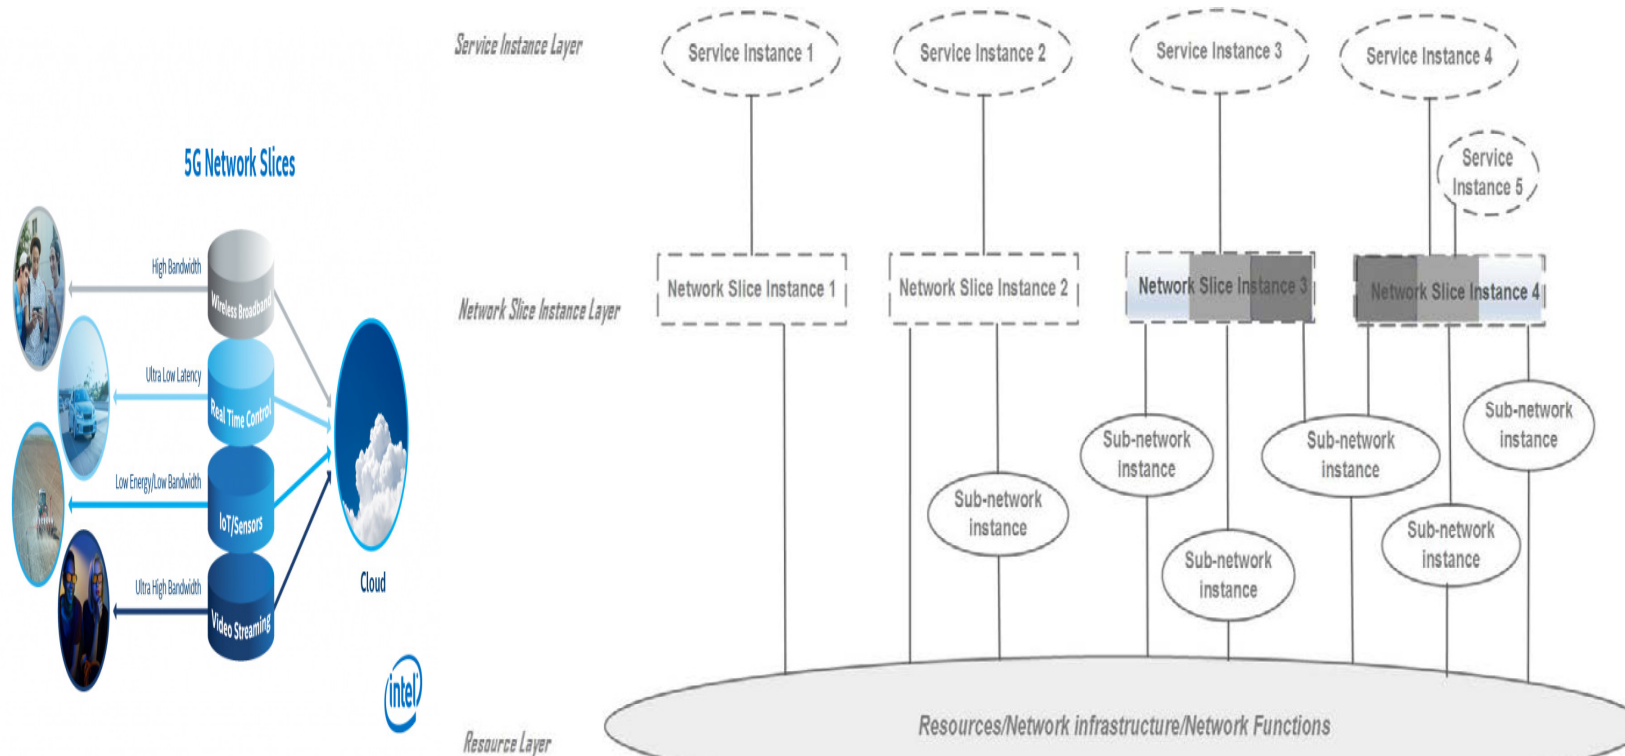 5G Network Slices
High Bandwidth
Wireless Broadband
Ultra Low Latency
Real Time Control
Low Energy/Low Bandwidth
IoT/Sensors
Ultra High Bandwidth
Video Streaming
Cloud
intel
Service Instance Layer
Service Instance 1
Service Instance 2
Service Instance 3
Service Instance 4
Service
Instance 5
Network Slice Instance Layer
Network Slice Instance 1
Network Slice Instance 2
Network Slice Instance 3
Network Slice Instance 4
Sub-network
instance
Sub-network
instance
Sub-network
instance
Sub-network
instance
Sub-network
instance
Sub-network
instance
Resources/Network infrastructure/Network Functions
Resource Layer